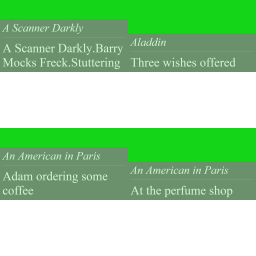 A Scanner Darkly
A Scanner Darkly.Barry
Mocks Freck.Stuttering
Aladdin
Three wishes offered
An American in Paris
Adam ordering some
coffee
An American in Paris
At the perfume shop